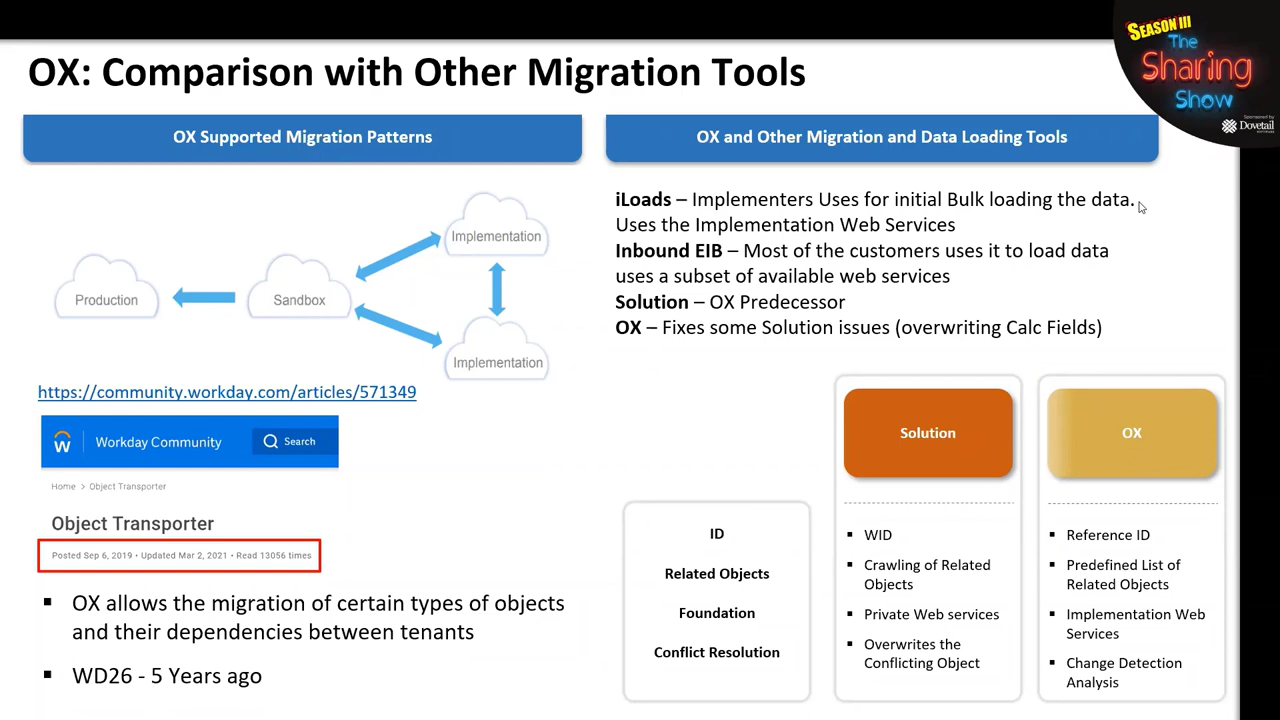 OX: Comparison with Other Migration Tools
SEASON III
The
Sharing
Show
Sponsored by
Dovetail
SOFTWARE
OX Supported Migration Patterns
Production
Sandbox
Implementation
Implementation
https://community.workday.com/articles/571349
W
Workday Community
Search
Home > Object Transporter
Object Transporter
Posted Sep 6, 2019 • Updated Mar 2, 2021 • Read 13056 times
▪ OX allows the migration of certain types of objects
and their dependencies between tenants
▪ WD26 - 5 Years ago
OX and Other Migration and Data Loading Tools
iLoads – Implementers Uses for initial Bulk loading the data.
Uses the Implementation Web Services
Inbound EIB – Most of the customers uses it to load data
uses a subset of available web services
Solution – OX Predecessor
OX – Fixes some Solution issues (overwriting Calc Fields)
ID
Related Objects
Foundation
Conflict Resolution
Solution
▪ WID
▪ Crawling of Related
Objects
▪ Private Web services
▪ Overwrites the
Conflicting Object
OX
▪ Reference ID
▪ Predefined List of
Related Objects
▪ Implementation Web
Services
▪ Change Detection
Analysis